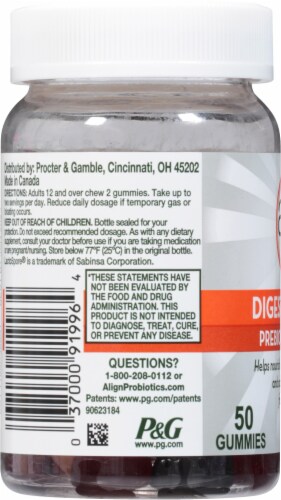 Distributed by: Procter & Gamble, Cincinnati, OH 45202
Made in Canada
DIRECTIONS: Adults 12 and over chew 2 gummies. Take up to
servings per day. Reduce daily dosage if temporary gas or
bloating occurs.
KEEP OUT OF REACH OF CHILDREN. Bottle sealed for your
protection. Do not exceed recommended dosage. As with any dietary
supplement, consult your doctor before use if you are taking medication
or are pregnant/nursing. Store below 77°F (25°C) in the original bottle.
LactoSpore® is a trademark of Sabinsa Corporation.
*THESE STATEMENTS HAVE
NOT BEEN EVALUATED BY
THE FOOD AND DRUG
ADMINISTRATION. THIS
PRODUCT IS NOT INTENDED
TO DIAGNOSE, TREAT, CURE,
OR PREVENT ANY DISEASE.
0 37000 91996 4
QUESTIONS?
1-800-208-0112 or
AlignProbiotics.com
Patents: www.pg.com/patents
90623184
P&G
www.pg.com
DIGES
PREBIO
Helps
50
GUMMIES